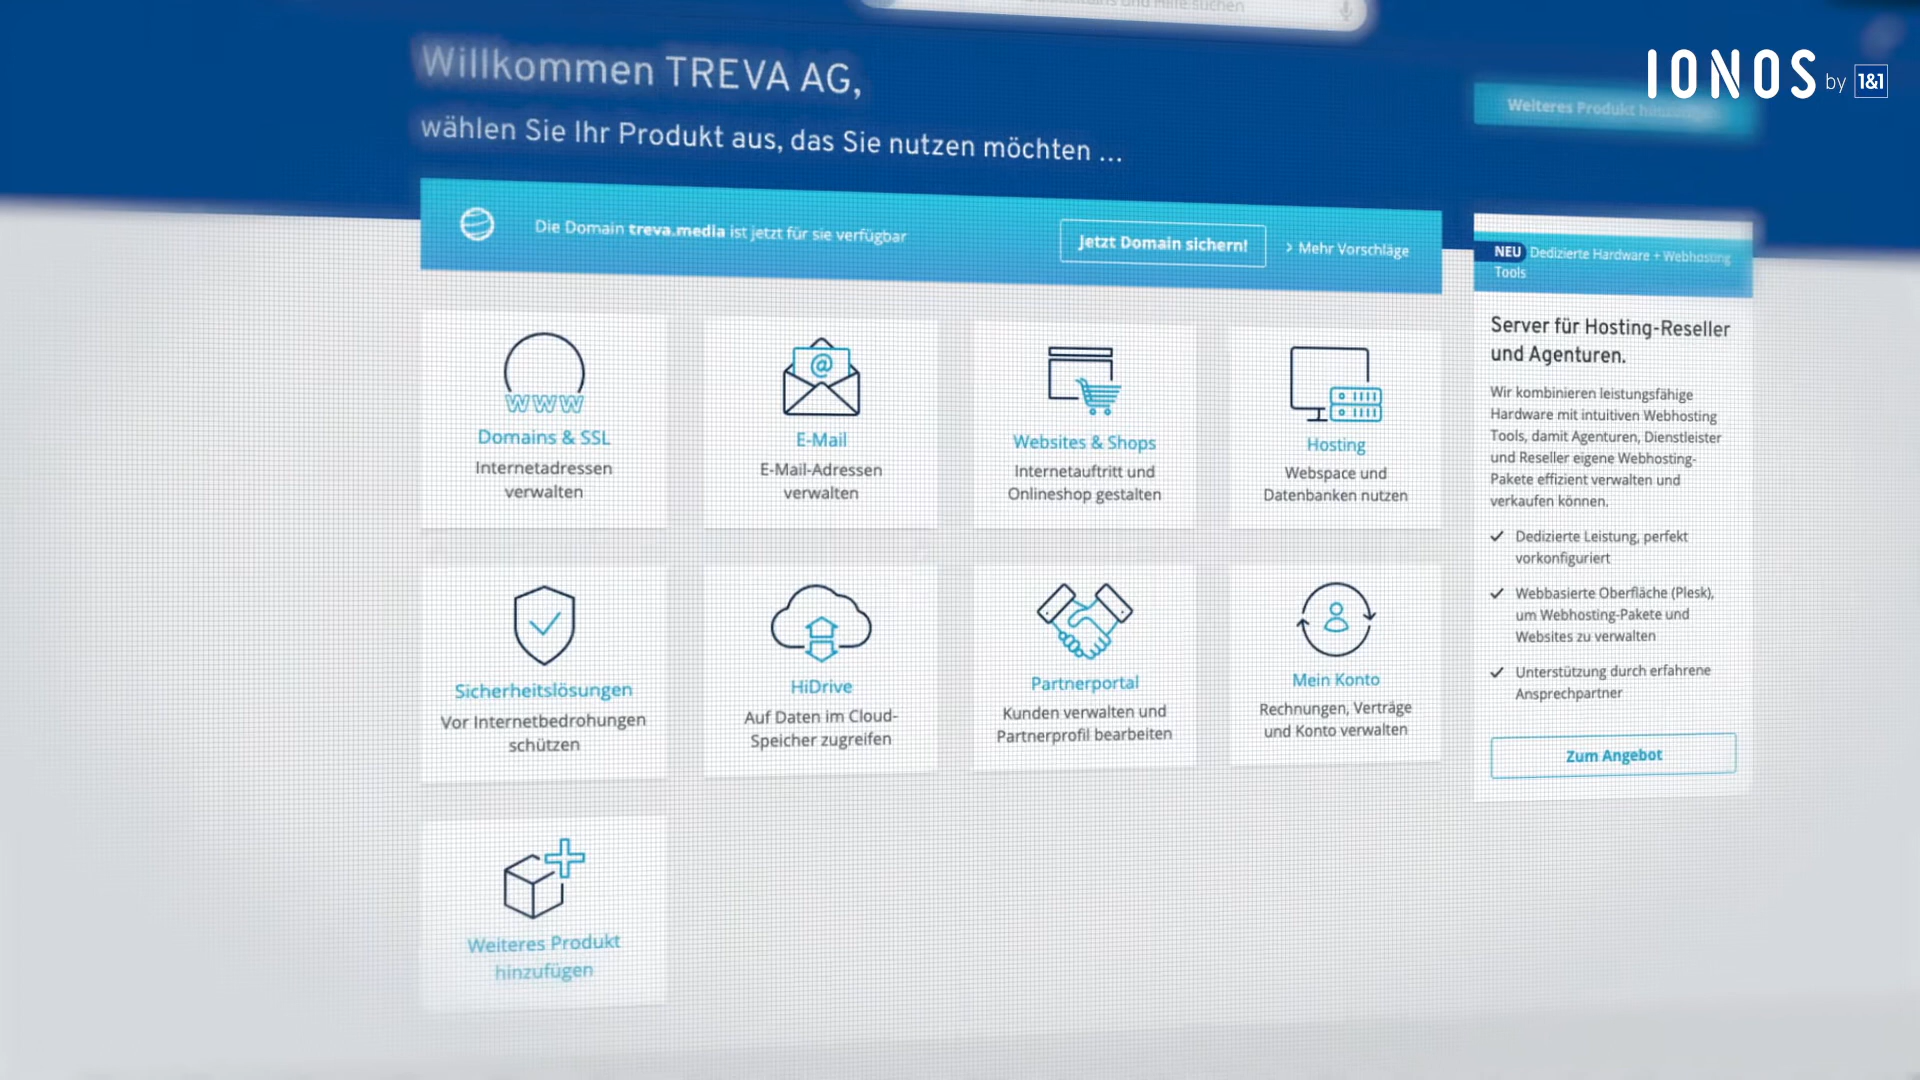 Domains und Hilfe suchen
IONOS by 1&1
Willkommen TREVA AG,
wählen Sie Ihr Produkt aus, das Sie nutzen möchten ...
Weiteres Produkt
Die Domain treva.media ist jetzt für sie verfügbar
Jetzt Domain sichern!
> Mehr Vorschläge
NEU Dedizierte Hardware + Webhosting
Tools
Server für Hosting-Reseller
und Agenturen.
Wir kombinieren leistungsfähige
Hardware mit intuitiven Webhosting
Tools, damit Agenturen, Dienstleister
und Reseller eigene Webhosting-
Pakete effizient verwalten und
verkaufen können.
Dedizierte Leistung, perfekt
vorkonfiguriert
Webbasierte Oberfläche (Plesk),
um Webhosting-Pakete und
Websites zu verwalten
Unterstützung durch erfahrene
Ansprechpartner
Zum Angebot
www
Domains & SSL
Internetadressen
verwalten
@
E-Mail
E-Mail-Adressen
verwalten
Websites & Shops
Internetauftritt und
Onlineshop gestalten
Hosting
Webspace und
Datenbanken nutzen
Sicherheitslösungen
Vor Internetbedrohungen
schützen
HiDrive
Auf Daten im Cloud-
Speicher zugreifen
Partnerportal
Kunden verwalten und
Partnerprofil bearbeiten
Mein Konto
Rechnungen, Verträge
und Konto verwalten
Weiteres Produkt
hinzufügen